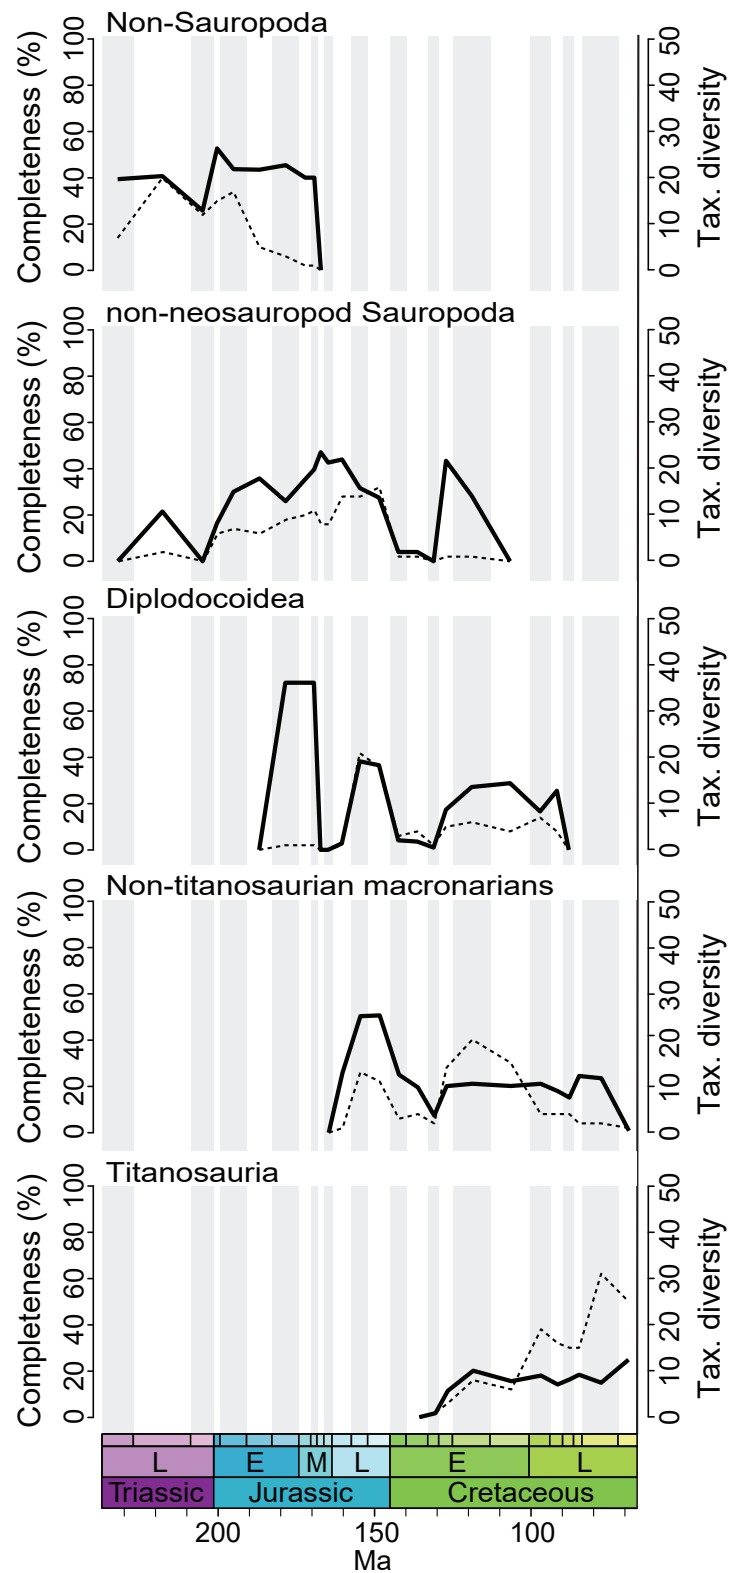 Non-Sauropoda
Completeness (%)
0 20 40 60 80 100
0 10 20 30 40 50
Tax. diversity
non-neosauropod Sauropoda
Completeness (%)
0 20 40 60 80 100
0 10 20 30 40 50
Tax. diversity
Diplodocoidea
Completeness (%)
0 20 40 60 80 100
0 10 20 30 40 50
Tax. diversity
Non-titanosaurian macronarians
Completeness (%)
0 20 40 60 80 100
0 10 20 30 40 50
Tax. diversity
Titanosauria
Completeness (%)
0 20 40 60 80 100
0 10 20 30 40 50
Tax. diversity
L E M L E L
Triassic Jurassic Cretaceous
200 150 100
Ma